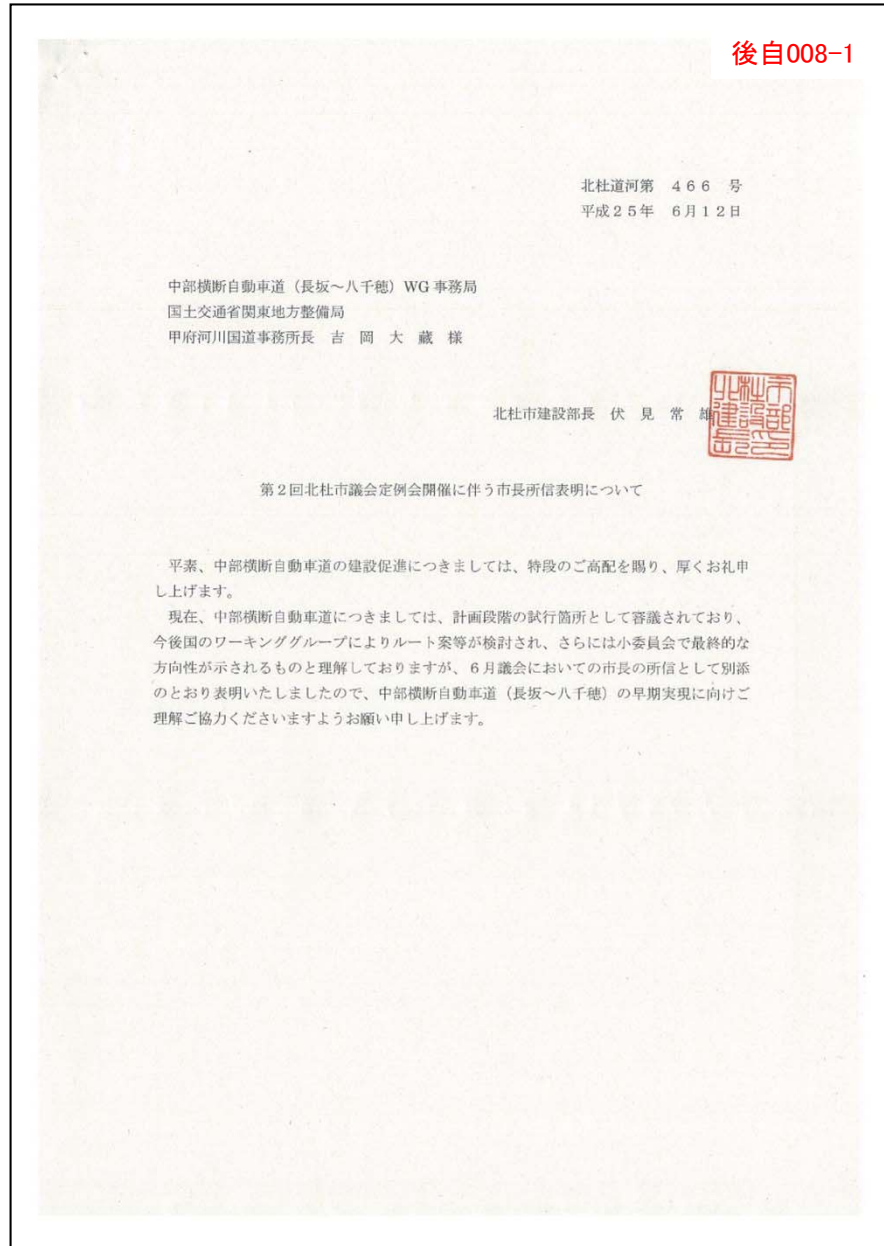 後自008-1
北杜道河第　４６６　号
平成２５年　６月１２日
中部横断自動車道（長坂～八千穂）WG 事務局
国土交通省関東地方整備局
甲府河川国道事務所長　吉　岡　大　蔵　様
北杜市建設部長　伏　見　常　雄
北杜市建設部長之印
第２回北杜市議会定例会開催に伴う市長所信表明について
平素、中部横断自動車道の建設促進につきましては、特段のご高配を賜り、厚くお礼申
し上げます。
現在、中部横断自動車道につきましては、計画段階の試行箇所として審議されており、
今後国のワーキンググループによりルート案等が検討され、さらには小委員会で最終的な
方向性が示されるものと理解しておりますが、６月議会においての市長の所信として別添
のとおり表明いたしましたので、中部横断自動車道（長坂～八千穂）の早期実現に向けご
理解ご協力くださいますようお願い申し上げます。